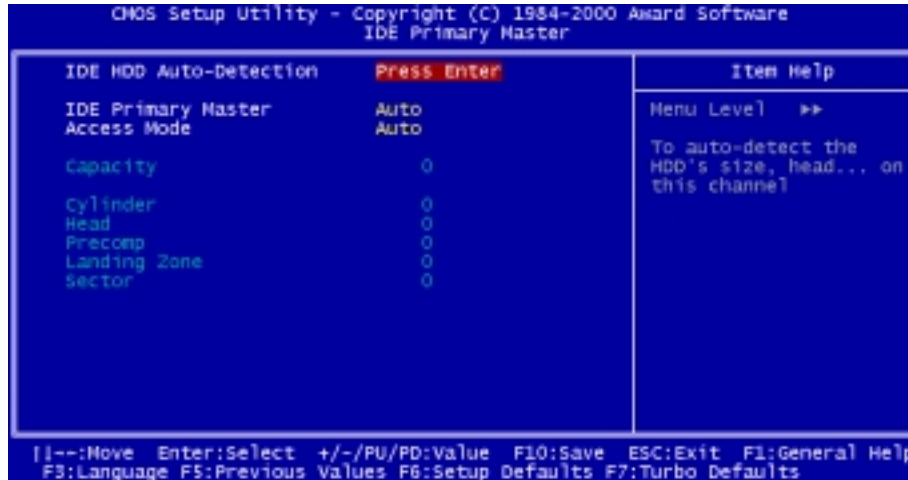 CMOS Setup Utility - Copyright (C) 1984-2000 Award Software
IDE Primary Master
IDE HDD Auto-Detection Press Enter
IDE Primary Master Auto
Access Mode Auto
Capacity 0
Cylinder 0
Head 0
Precomp 0
Landing Zone 0
Sector 0
Item Help
Menu Level ►►
To auto-detect the
HDD's size, head... on
this channel
↑↓←→:Move Enter:Select +/-/PU/PD:Value F10:Save ESC:Exit F1:General Help
F3:Language F5:Previous Values F6:Setup Defaults F7:Turbo Defaults